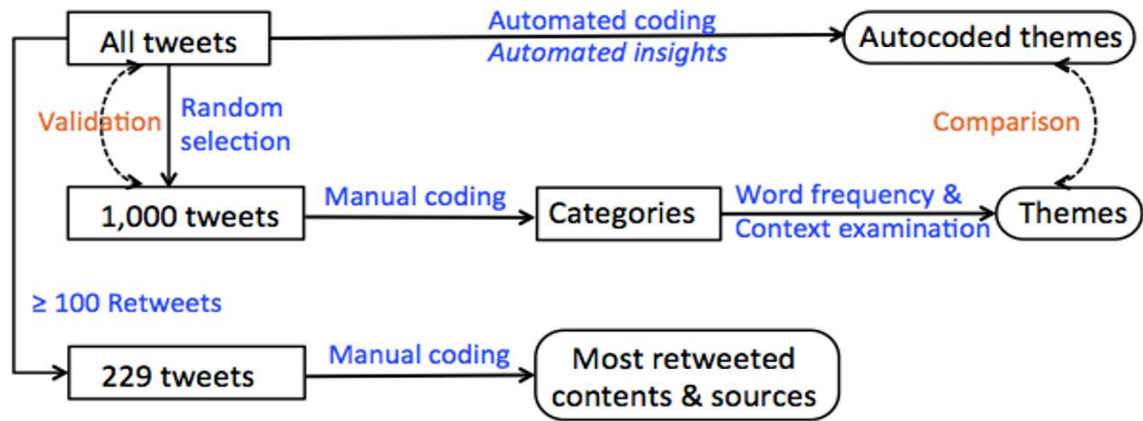 All tweets
Automated coding
Automated insights
Autocoded themes
Validation
Random
selection
Comparison
1,000 tweets
Manual coding
Categories
Word frequency &
Context examination
Themes
≥ 100 Retweets
229 tweets
Manual coding
Most retweeted
contents & sources